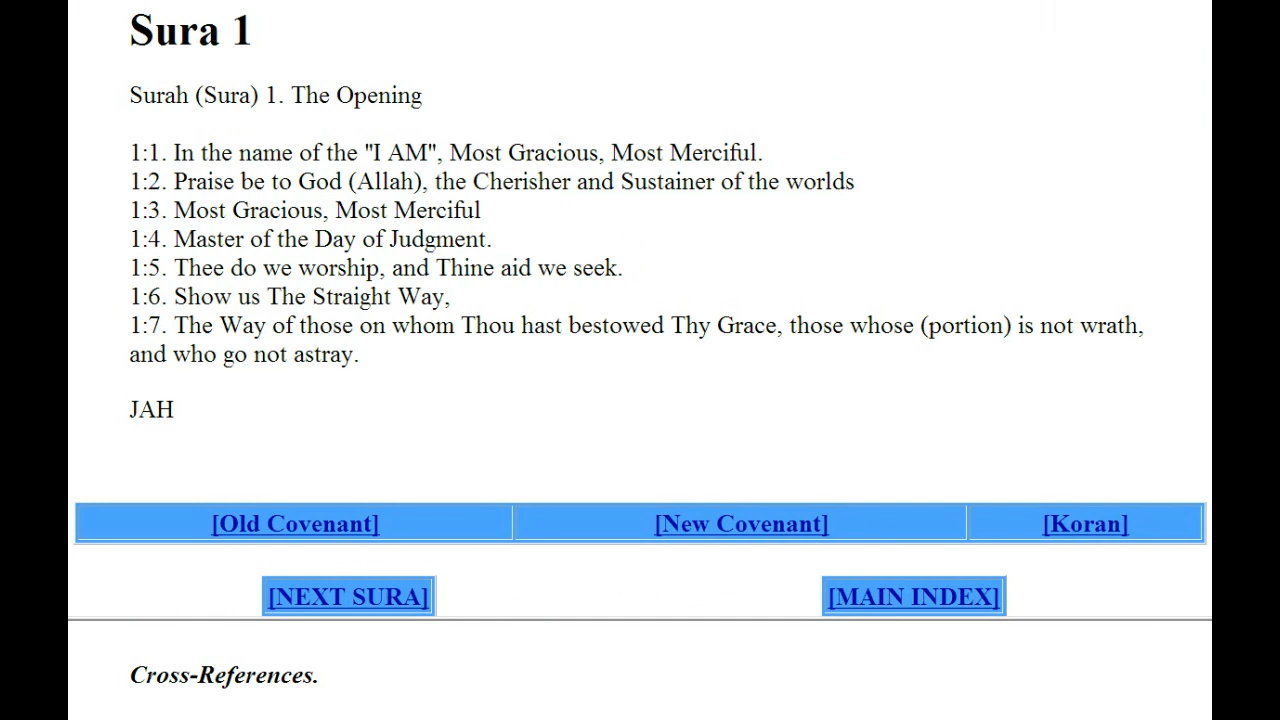 Sura 1
Surah (Sura) 1. The Opening
1:1. In the name of the "I AM", Most Gracious, Most Merciful.
1:2. Praise be to God (Allah), the Cherisher and Sustainer of the worlds
1:3. Most Gracious, Most Merciful
1:4. Master of the Day of Judgment.
1:5. Thee do we worship, and Thine aid we seek.
1:6. Show us The Straight Way,
1:7. The Way of those on whom Thou hast bestowed Thy Grace, those whose (portion) is not wrath,
and who go not astray.
JAH
[Old Covenant] [New Covenant] [Koran]
[NEXT SURA] [MAIN INDEX]
Cross-References.